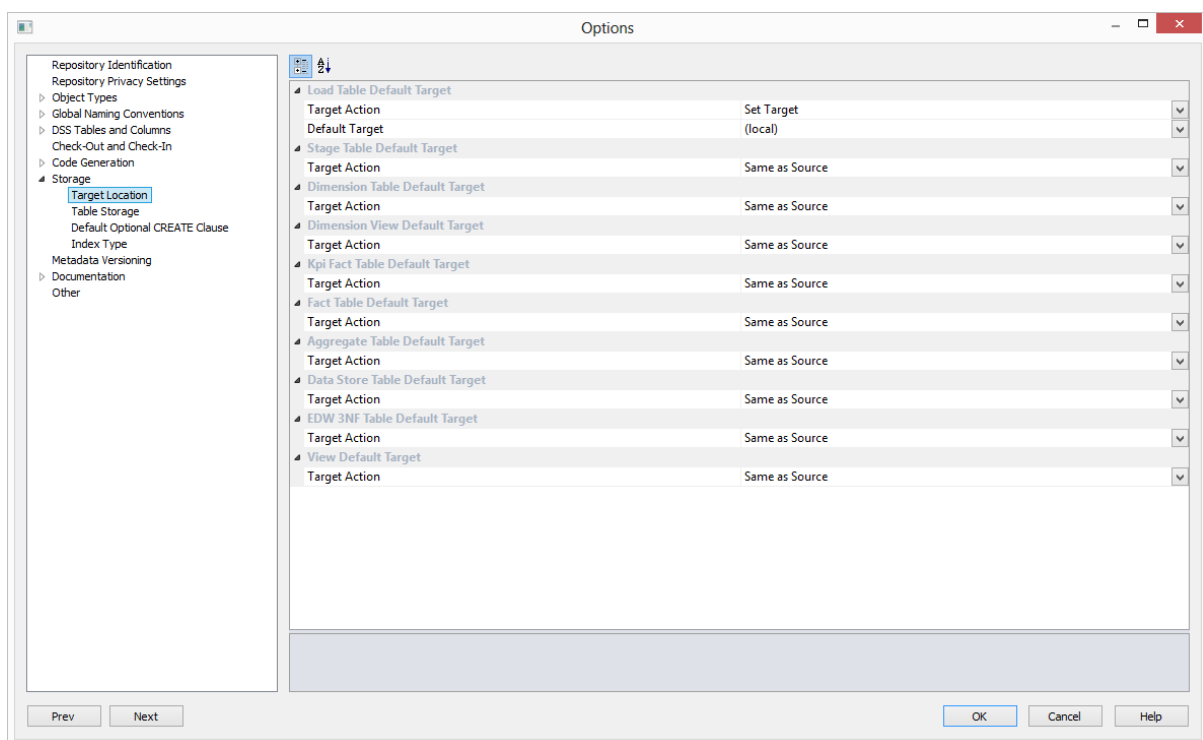 Options
Repository Identification
Repository Privacy Settings
Object Types
Global Naming Conventions
DSS Tables and Columns
Check-Out and Check-In
Code Generation
Storage
Target Location
Table Storage
Default Optional CREATE Clause
Index Type
Metadata Versioning
Documentation
Other
Load Table Default Target
Target Action Set Target
Default Target (local)
Stage Table Default Target
Target Action Same as Source
Dimension Table Default Target
Target Action Same as Source
Dimension View Default Target
Target Action Same as Source
Kpi Fact Table Default Target
Target Action Same as Source
Fact Table Default Target
Target Action Same as Source
Aggregate Table Default Target
Target Action Same as Source
Data Store Table Default Target
Target Action Same as Source
EDW 3NF Table Default Target
Target Action Same as Source
View Default Target
Target Action Same as Source
Prev Next OK Cancel Help